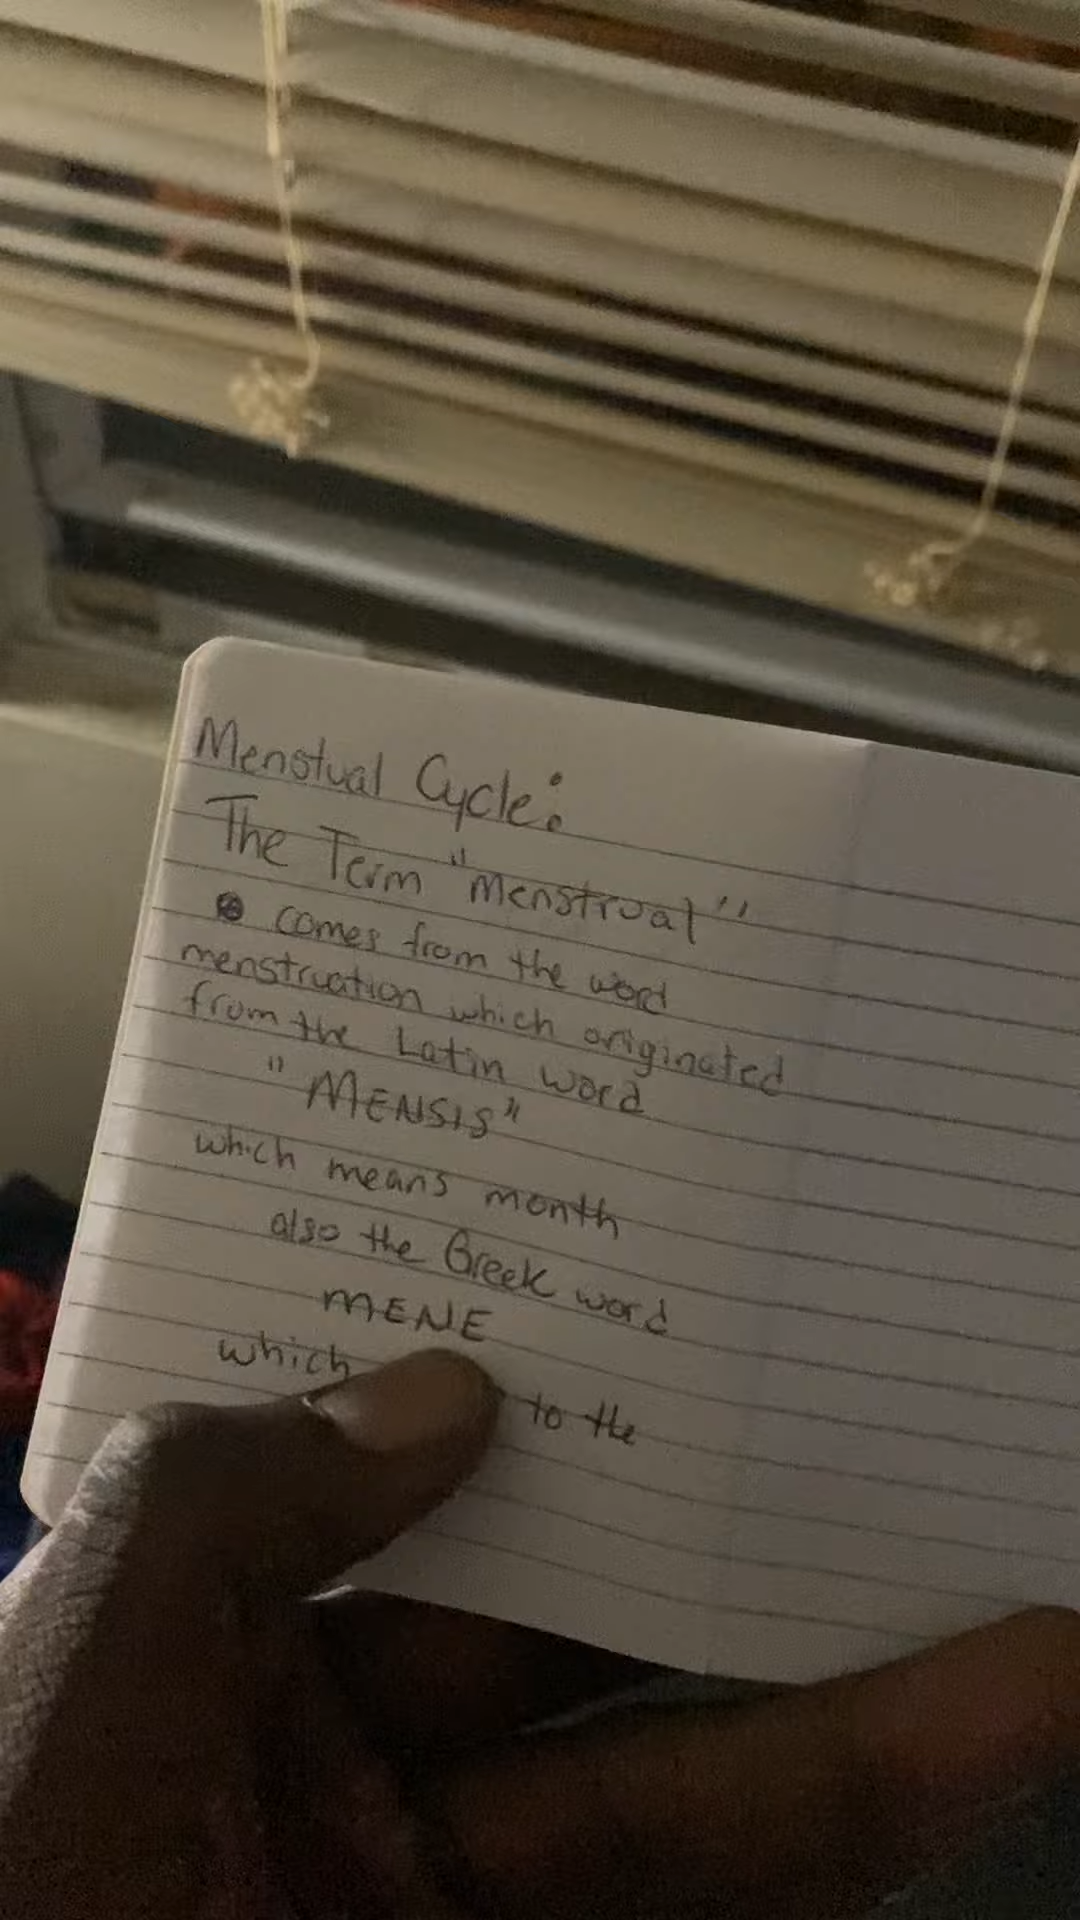 Menstual Cycle:
The Term "menstrual"
comes from the word
menstruation which originated
from the Latin word
"MENSIS"
which means month
also the Greek word
MENE
which to the